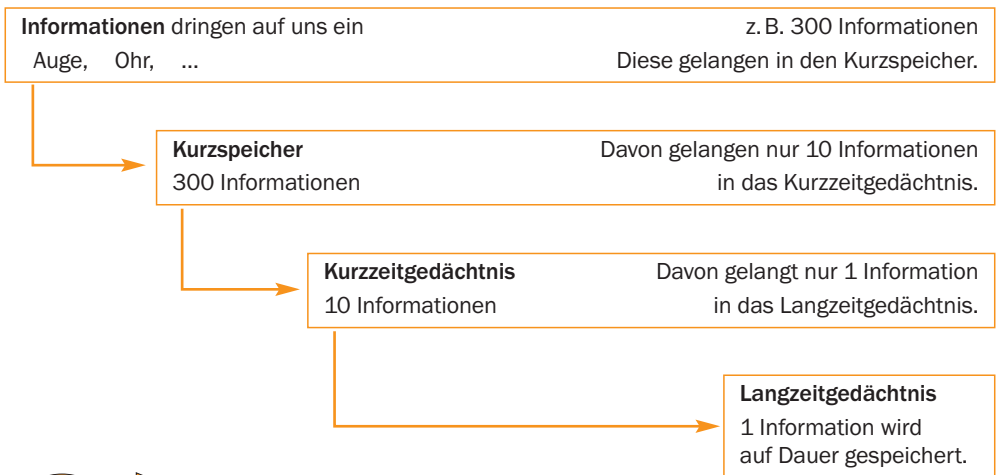 Informationen dringen auf uns ein z. B. 300 Informationen
Auge, Ohr, ... Diese gelangen in den Kurzspeicher.
Kurzspeicher Davon gelangen nur 10 Informationen
300 Informationen in das Kurzzeitgedächtnis.
Kurzzeitgedächtnis Davon gelangt nur 1 Information
10 Informationen in das Langzeitgedächtnis.
Langzeitgedächtnis
1 Information wird
auf Dauer gespeichert.